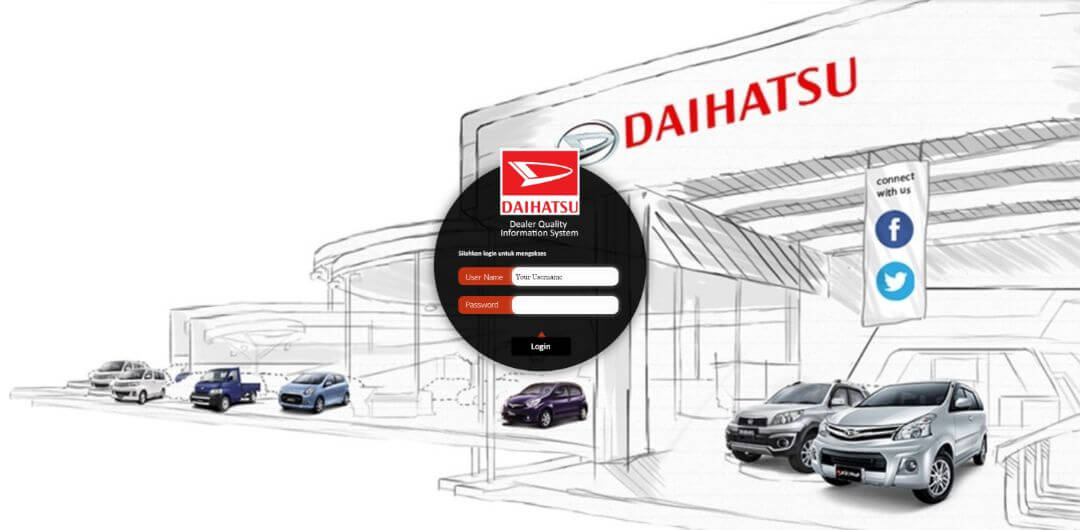 DAIHATSU
connect
with us
DAIHATSU
Dealer Quality
Information System
Silahkan login untuk mengakses
User Name
Your Username
Password
Login